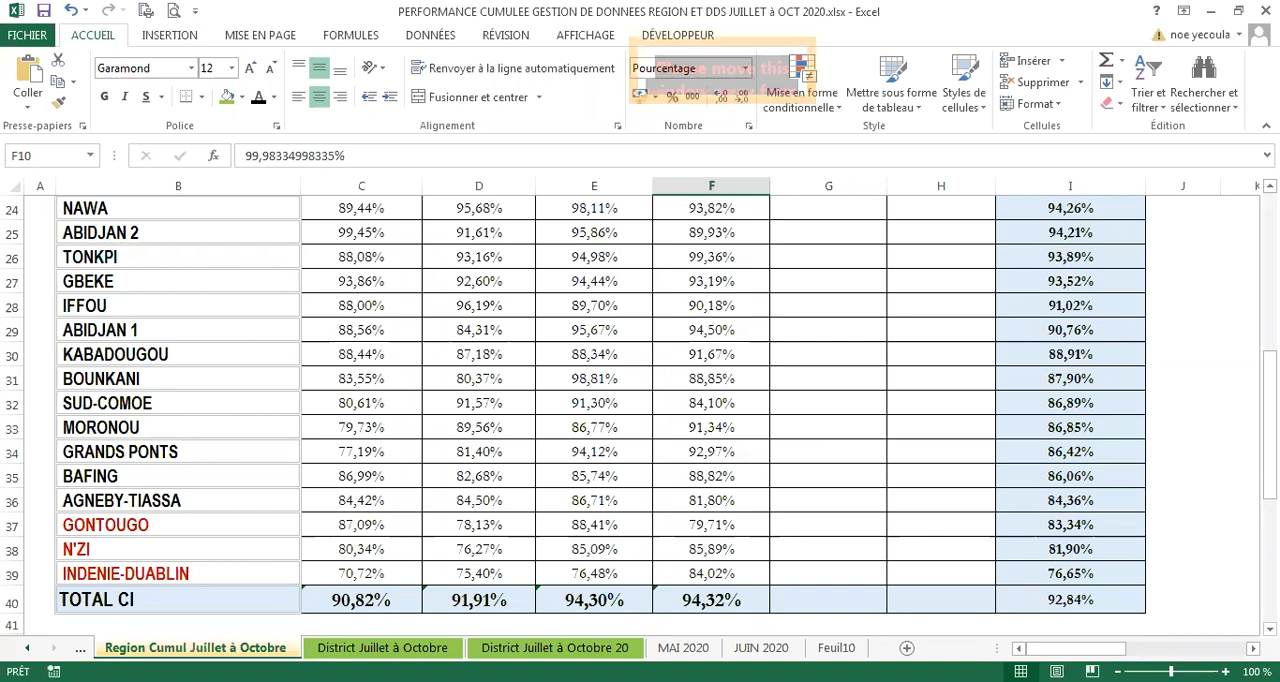 PERFORMANCE CUMULEE GESTION DE DONNEES REGION ET DDS JUILLET à OCT 2020.xlsx - Excel
FICHIER ACCUEIL INSERTION MISE EN PAGE FORMULES DONNÉES RÉVISION AFFICHAGE DÉVELOPPEUR noe yecoula
Coller
Presse-papiers
Garamond 12
G I S
Police
Renvoyer à la ligne automatiquement
Fusionner et centrer
Alignement
Pourcentage
% 000
Nombre
Please move this
Mise en forme conditionnelle
Mettre sous forme de tableau
Styles de cellules
Style
Insérer
Supprimer
Format
Cellules
Trier et filtrer
Rechercher et sélectionner
Édition
F10 fx 99,98334998335%
A B C D E F G H I J K
24 NAWA 89,44% 95,68% 98,11% 93,82% 94,26%
25 ABIDJAN 2 99,45% 91,61% 95,86% 89,93% 94,21%
26 TONKPI 88,08% 93,16% 94,98% 99,36% 93,89%
27 GBEKE 93,86% 92,60% 94,44% 93,19% 93,52%
28 IFFOU 88,00% 96,19% 89,70% 90,18% 91,02%
29 ABIDJAN 1 88,56% 84,31% 95,67% 94,50% 90,76%
30 KABADOUGOU 88,44% 87,18% 88,34% 91,67% 88,91%
31 BOUNKANI 83,55% 80,37% 98,81% 88,85% 87,90%
32 SUD-COMOE 80,61% 91,57% 91,30% 84,10% 86,89%
33 MORONOU 79,73% 89,56% 86,77% 91,34% 86,85%
34 GRANDS PONTS 77,19% 81,40% 94,12% 92,97% 86,42%
35 BAFING 86,99% 82,68% 85,74% 88,82% 86,06%
36 AGNEBY-TIASSA 84,42% 84,50% 86,71% 81,80% 84,36%
37 GONTOUGO 87,09% 78,13% 88,41% 79,71% 83,34%
38 N'ZI 80,34% 76,27% 85,09% 85,89% 81,90%
39 INDENIE-DUABLIN 70,72% 75,40% 76,48% 84,02% 76,65%
40 TOTAL CI 90,82% 91,91% 94,30% 94,32% 92,84%
41
... Region Cumul Juillet à Octobre District Juillet à Octobre District Juillet à Octobre 20 MAI 2020 JUIN 2020 Feuil10
PRÊT 100 %